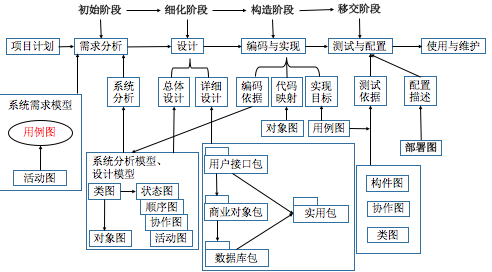 初始阶段 细化阶段 构造阶段 移交阶段
项目计划 需求分析 设计 编码与实现 测试与配置 使用与维护
系统分析
总体设计
详细设计
编码依据
代码映射
实现目标
测试依据
配置描述
系统需求模型
用例图
活动图
对象图
用例图
部署图
系统分析模型、
设计模型
类图
状态图
顺序图
协作图
对象图
活动图
用户接口包
商业对象包
实用包
数据库包
构件图
协作图
类图